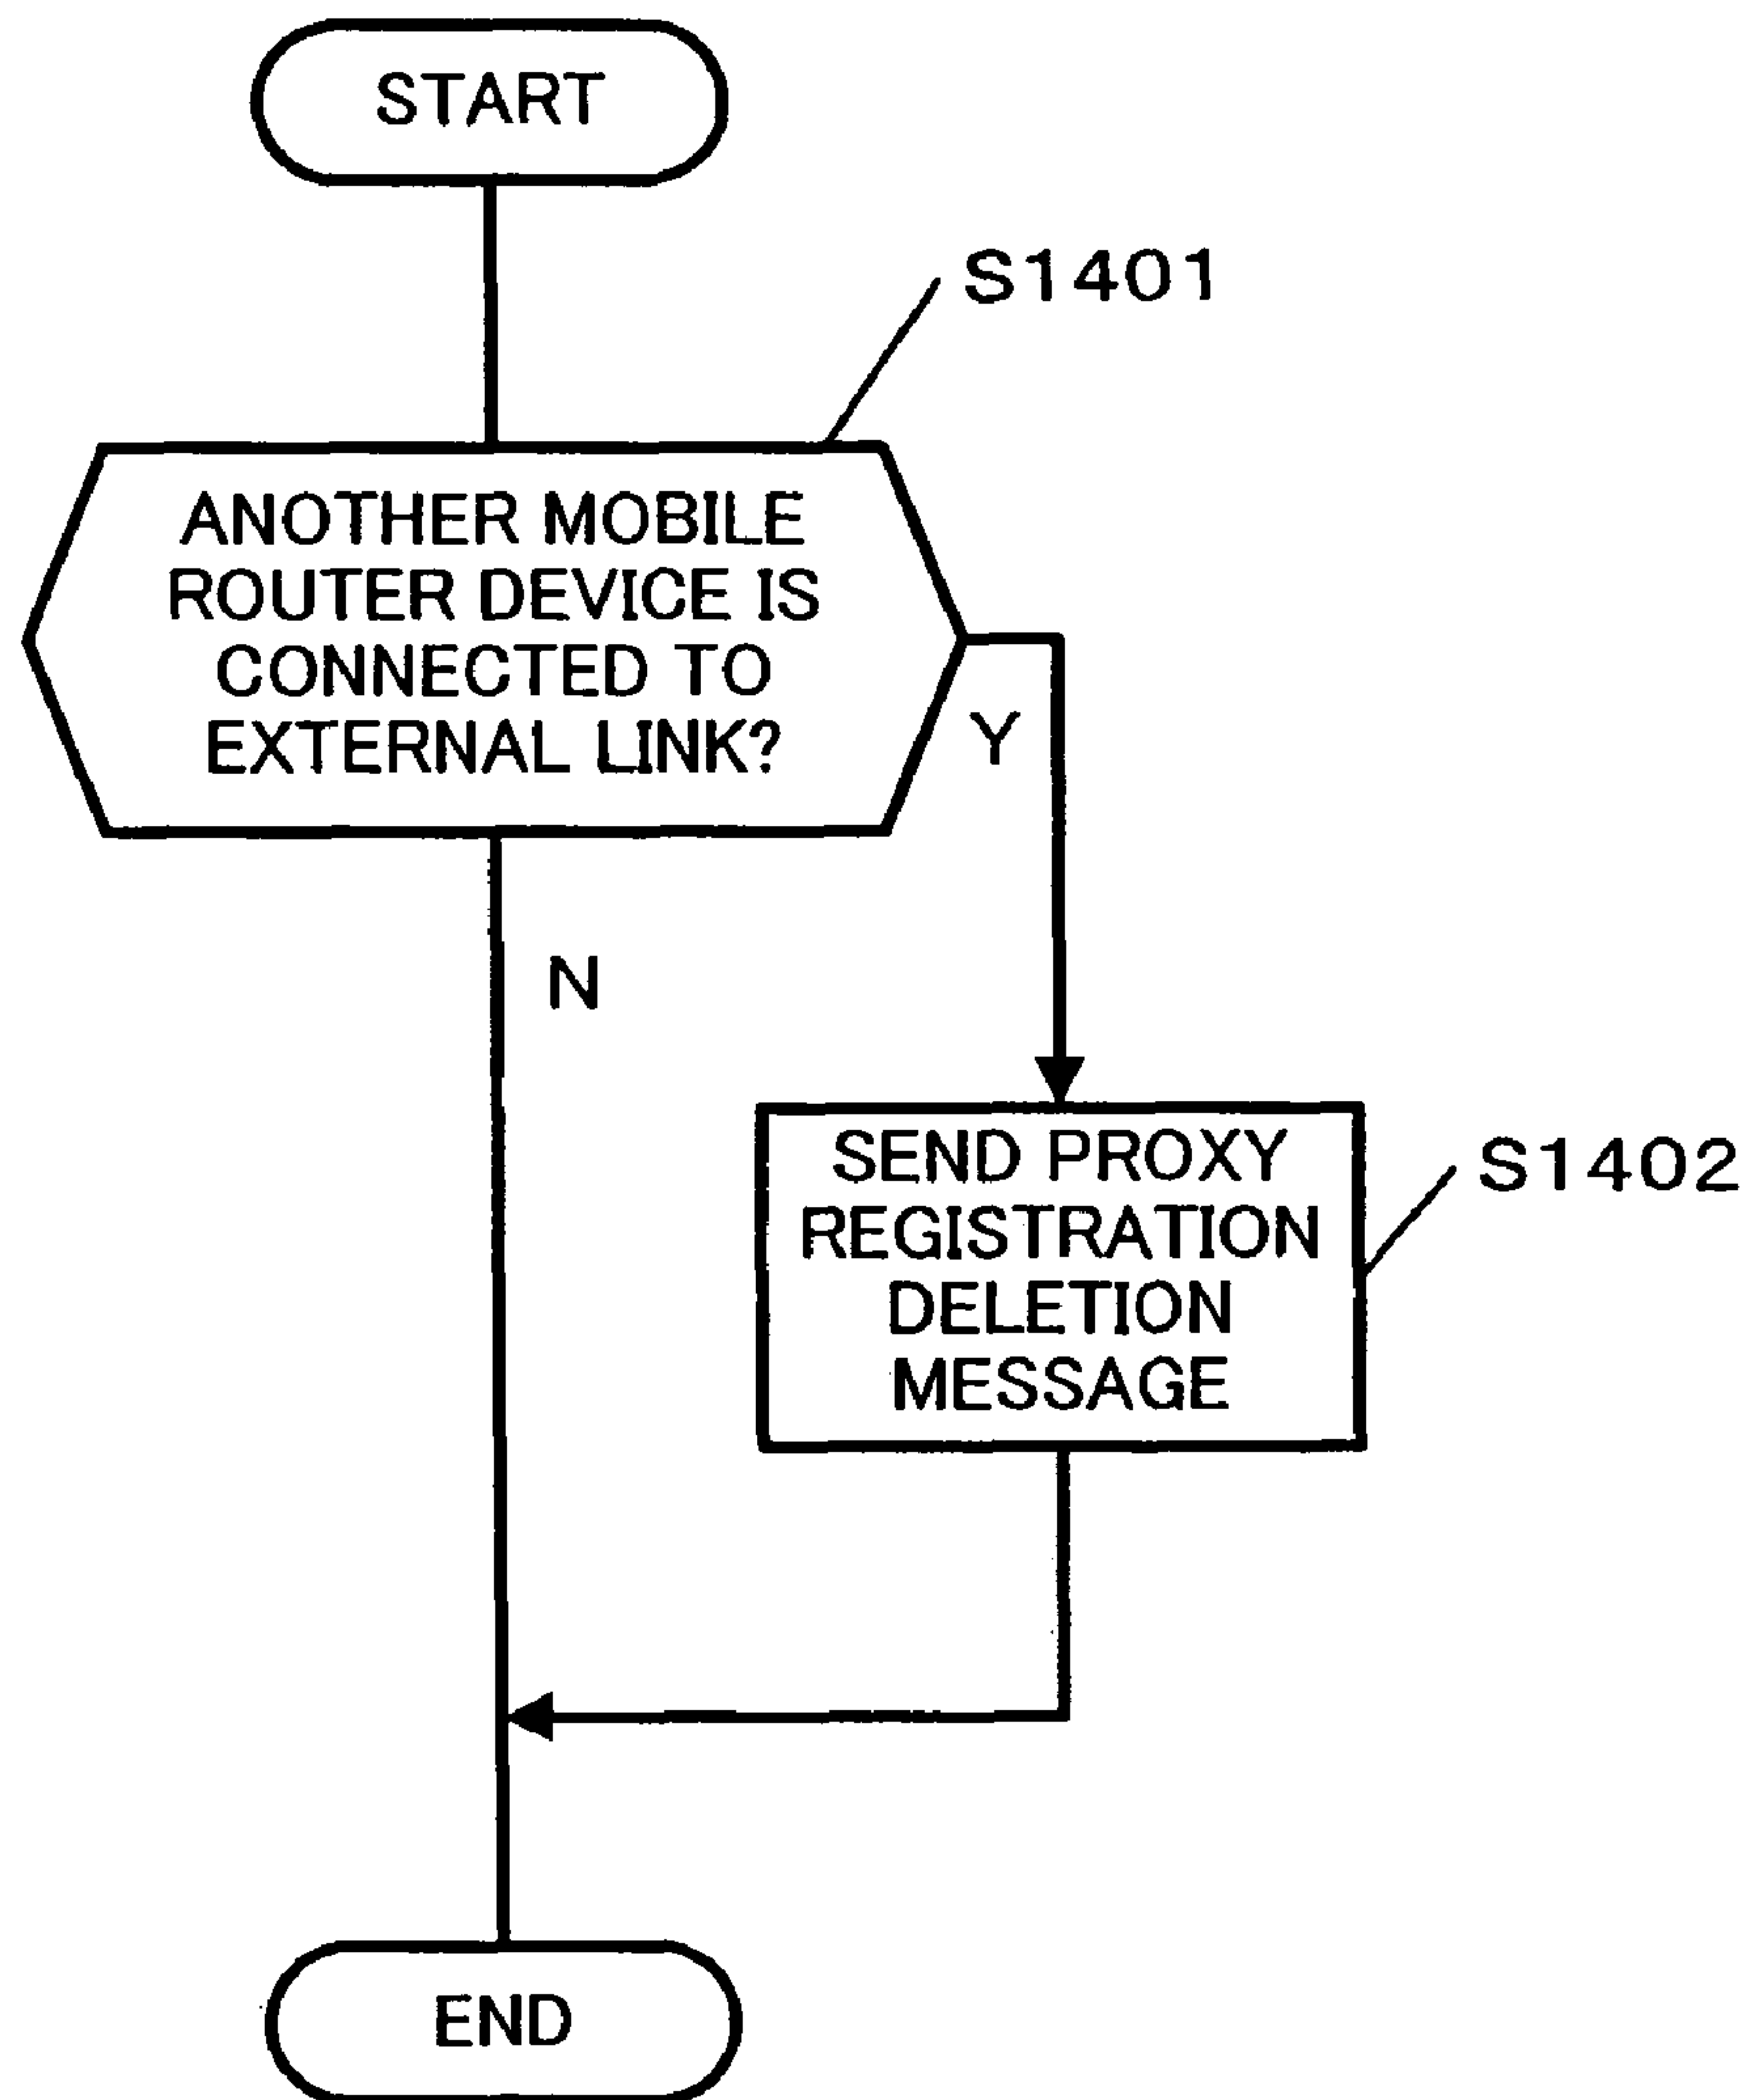 START
S1401
ANOTHER MOBILE
ROUTER DEVICE IS
CONNECTED TO
EXTERNAL LINK?
Y
N
SEND PROXY
REGISTRATION
DELETION
MESSAGE
S1402
END